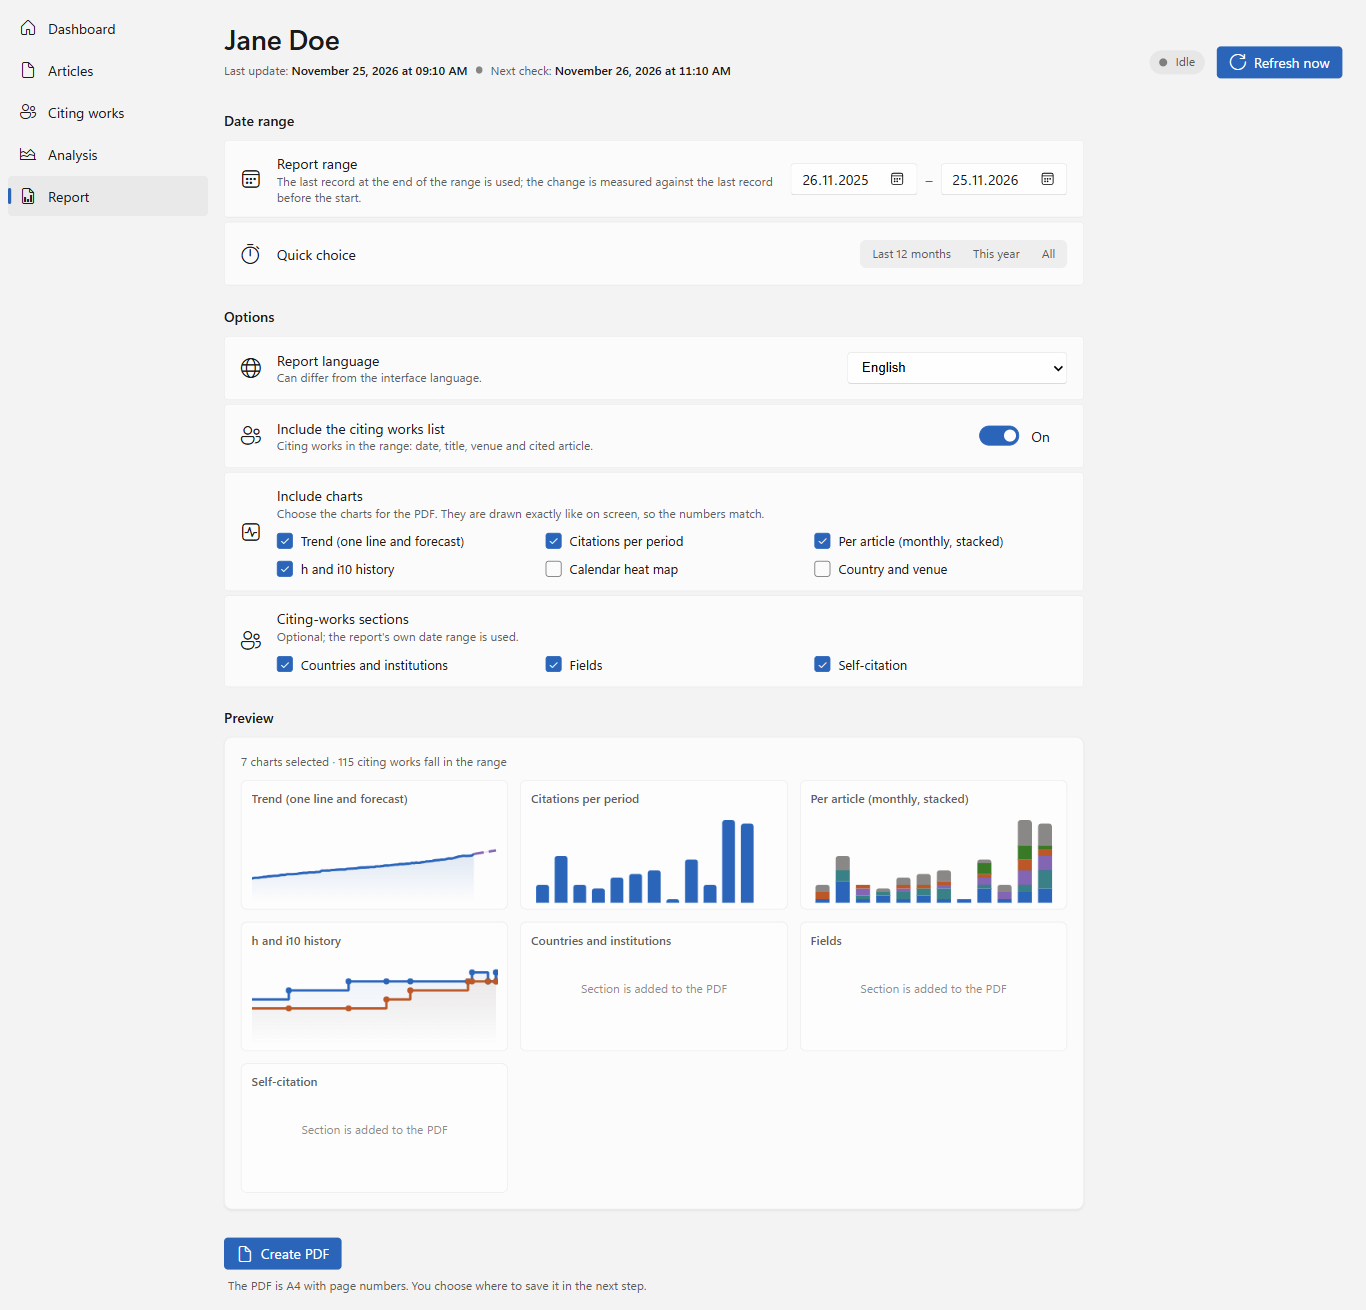 Dashboard
Articles
Citing works
Analysis
Report
Jane Doe
Last update: November 25, 2026 at 09:10 AM ● Next check: November 26, 2026 at 11:10 AM
Idle
Refresh now
Date range
Report range
The last record at the end of the range is used; the change is measured against the last record
before the start.
26.11.2025 – 25.11.2026
Quick choice
Last 12 months This year All
Options
Report language
Can differ from the interface language.
English
Include the citing works list
Citing works in the range: date, title, venue and cited article.
On
Include charts
Choose the charts for the PDF. They are drawn exactly like on screen, so the numbers match.
Trend (one line and forecast) Citations per period Per article (monthly, stacked)
h and i10 history Calendar heat map Country and venue
Citing-works sections
Optional; the report's own date range is used.
Countries and institutions Fields Self-citation
Preview
7 charts selected · 115 citing works fall in the range
Trend (one line and forecast) Citations per period Per article (monthly, stacked)
h and i10 history Countries and institutions Fields
Section is added to the PDF Section is added to the PDF
Self-citation
Section is added to the PDF
Create PDF
The PDF is A4 with page numbers. You choose where to save it in the next step.